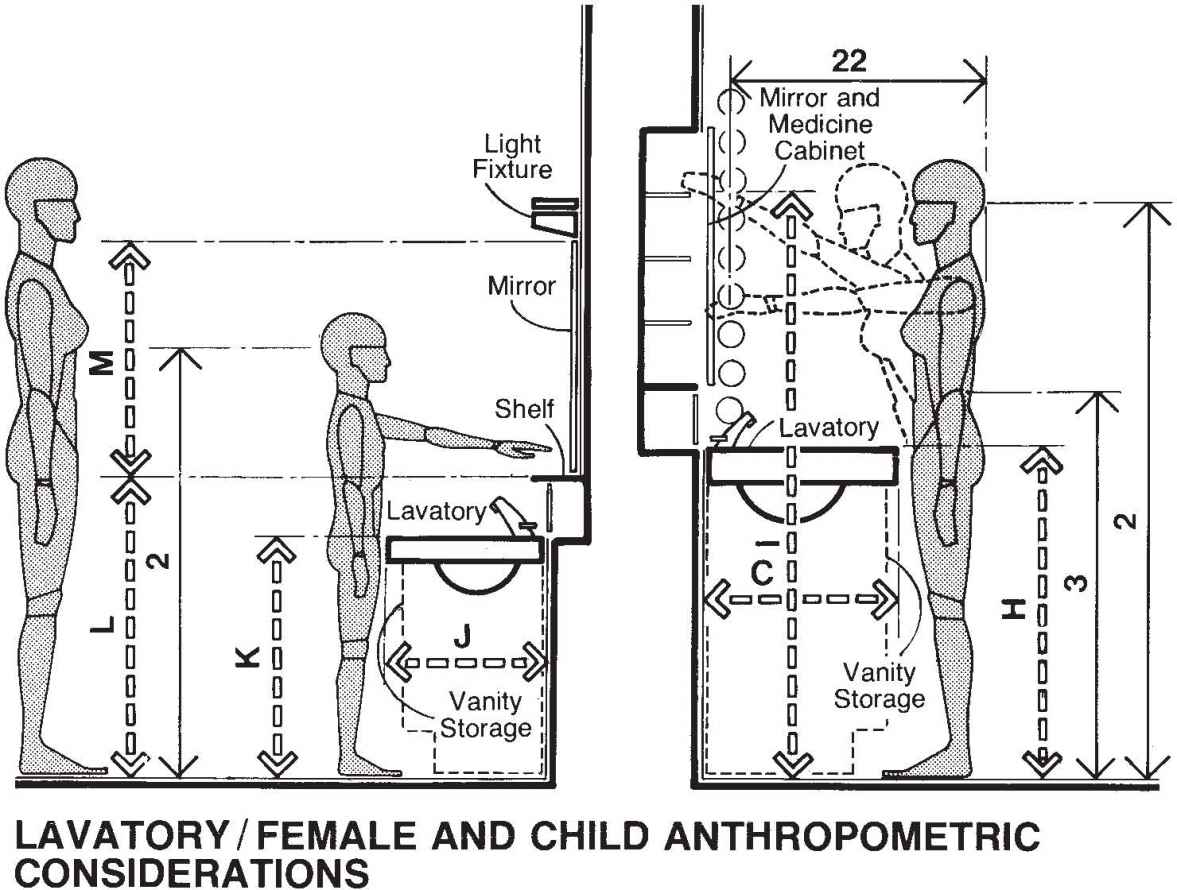 Light
Fixture
Mirror
Shelf
Lavatory
M
L
2
K
J
Vanity
Storage
22
Mirror and
Medicine
Cabinet
Lavatory
I
C
H
3
2
Vanity
Storage
LAVATORY/FEMALE AND CHILD ANTHROPOMETRIC
CONSIDERATIONS